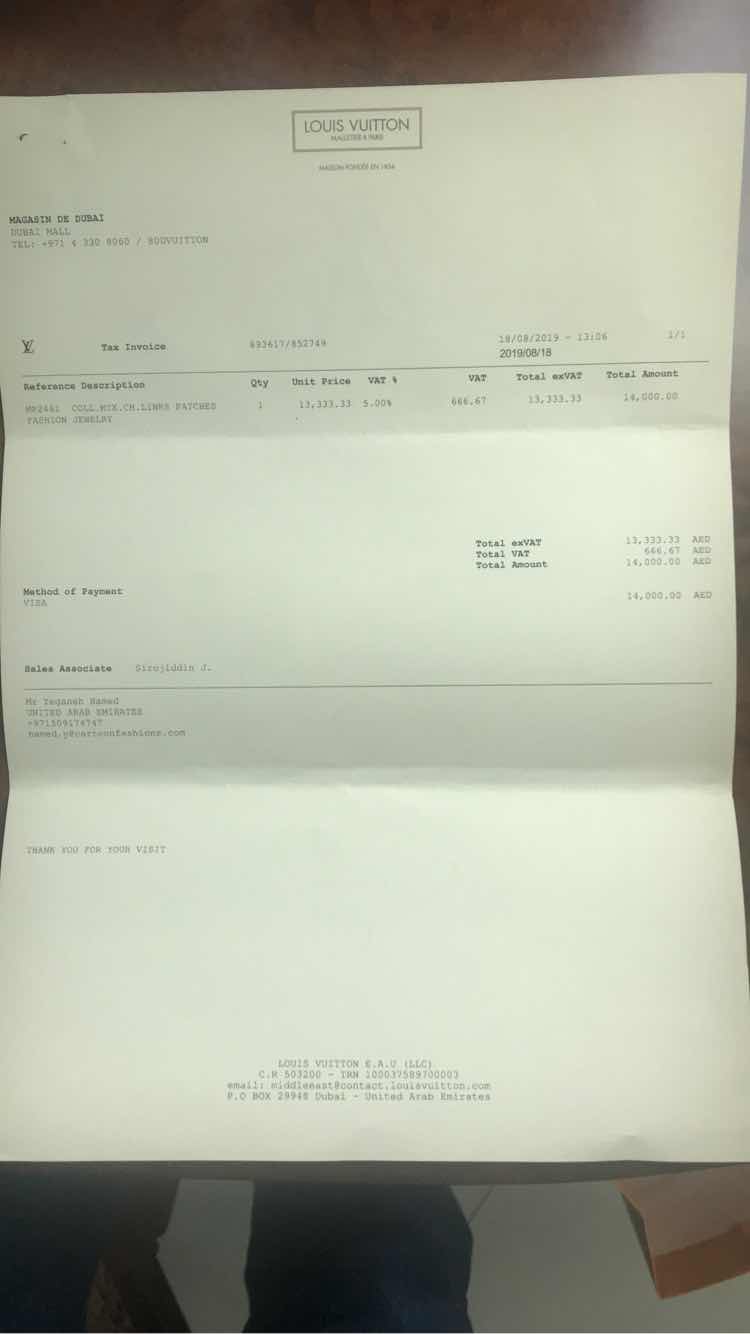 LOUIS VUITTON
MALLETIER À PARIS
MAISON FONDÉE EN 1854
MAGASIN DE DUBAI
DUBAI MALL
TEL: +971 4 330 8060 / 800VUITTON
LV Tax Invoice 693617/852749 18/08/2019 - 13:06 1/1
2019/08/18
Reference Description Qty Unit Price VAT % VAT Total exVAT Total Amount
MP2461 COLL.MIX.CH.LINKS PATCHES 1 13,333.33 5.00% 666.67 13,333.33 14,000.00
FASHION JEWELRY
Total exVAT 13,333.33 AED
Total VAT 666.67 AED
Total Amount 14,000.00 AED
Method of Payment
VISA 14,000.00 AED
Sales Associate Sirojiddin J.
Mr Yeganeh Hamed
UNITED ARAB EMIRATES
+971509174747
hamed.y@cartoonfashions.com
THANK YOU FOR YOUR VISIT
LOUIS VUITTON E.A.U (LLC)
C.R 503200 - TRN 100037589700003
email: middleeast@contact.louisvuitton.com
P.O BOX 29948 Dubai - United Arab Emirates